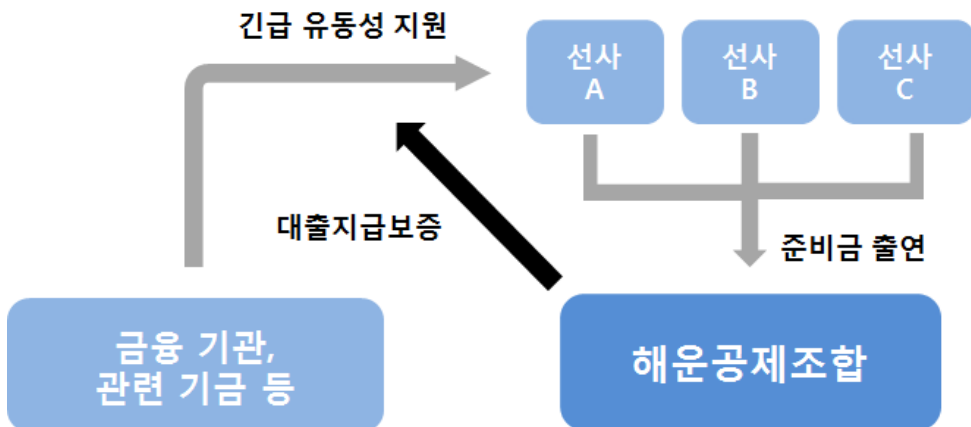 긴급 유동성 지원
선사
A
선사
B
선사
C
대출지급보증
준비금 출연
금융 기관,
관련 기금 등
해운공제조합